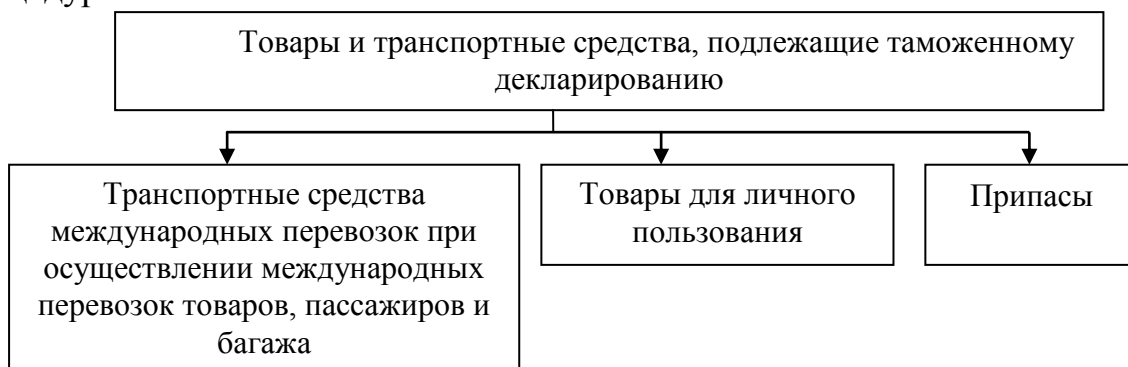 Товары и транспортные средства, подлежащие таможенному
декларированию
Транспортные средства
международных перевозок при
осуществлении международных
перевозок товаров, пассажиров и
багажа
Товары для личного
пользования
Припасы